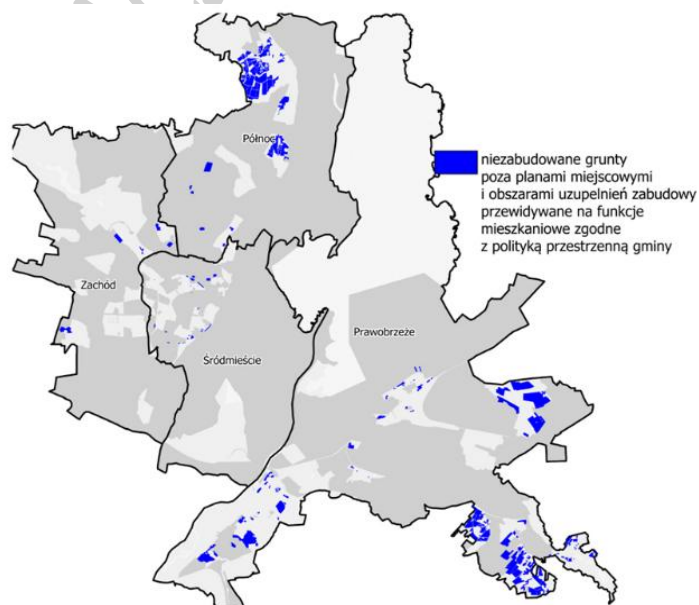 Północ
niezabudowane grunty
poza planami miejscowymi
i obszarami uzupełnień zabudowy
przewidywane na funkcje
mieszkaniowe zgodne
z polityką przestrzenną gminy
Zachód
Prawobrzeże
Śródmieście